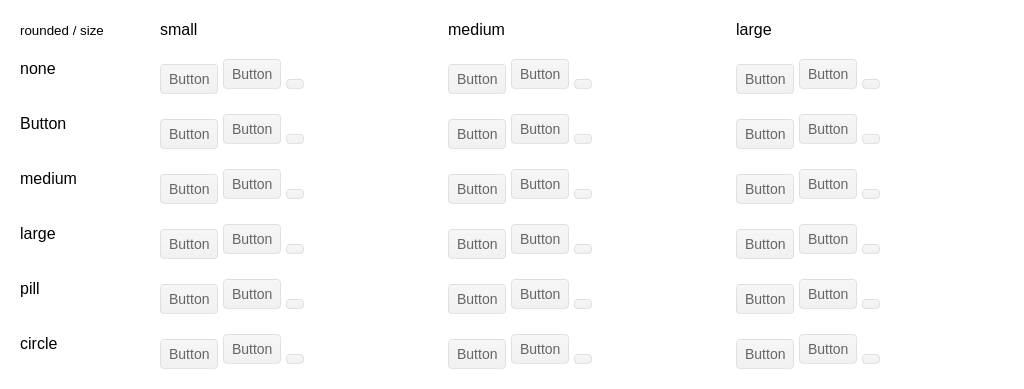 rounded / size small medium large
none Button Button Button Button Button Button
Button Button Button Button Button Button Button
medium Button Button Button Button Button Button
large Button Button Button Button Button Button
pill Button Button Button Button Button Button
circle Button Button Button Button Button Button